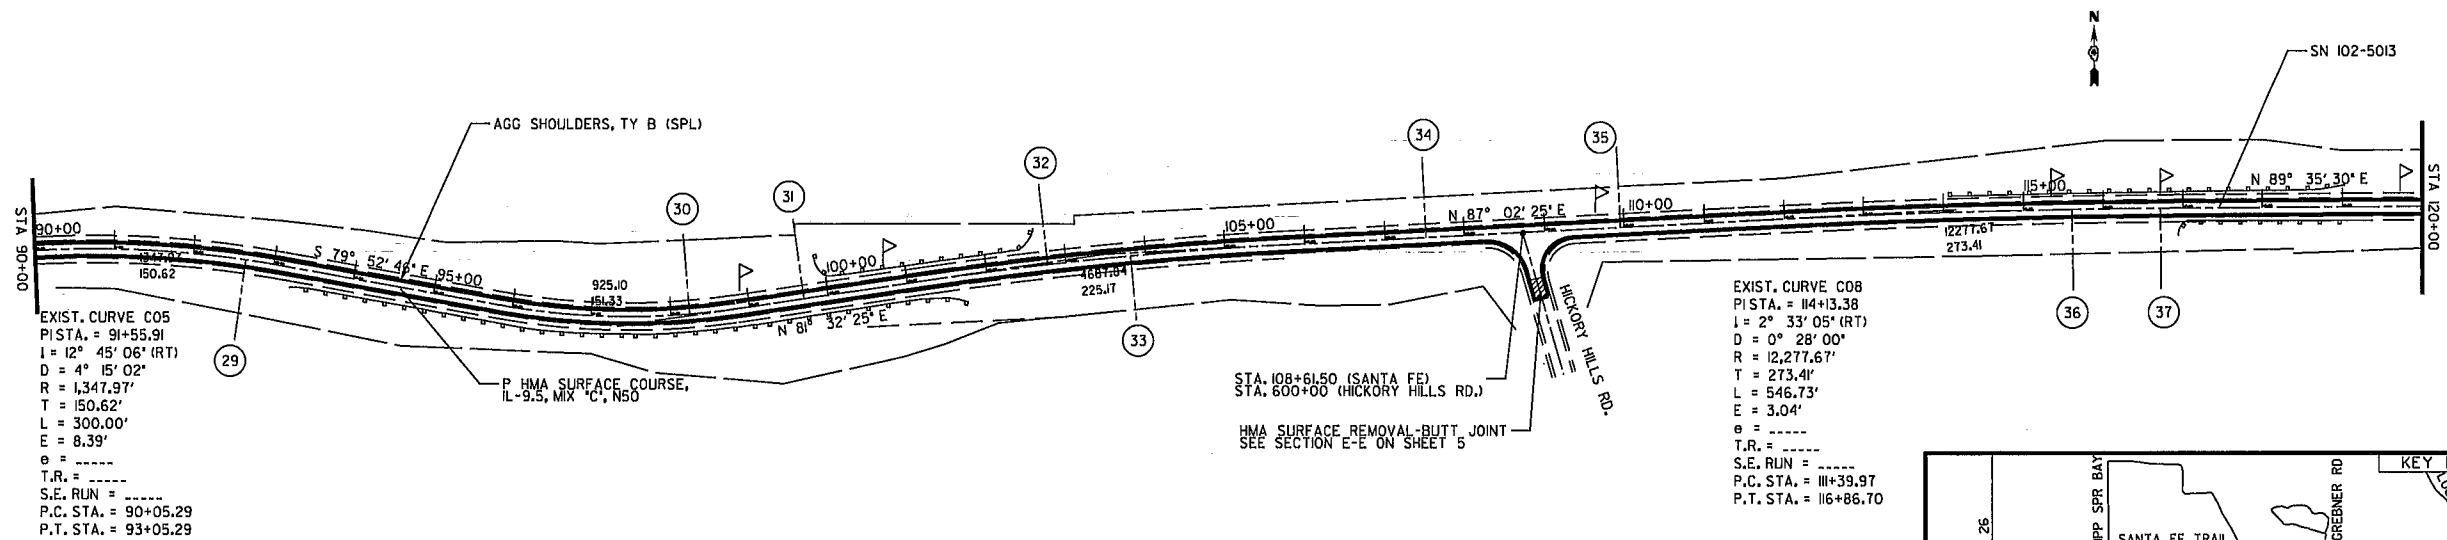 N
SN 102-5013
AGG SHOULDERS, TY B (SPL)
34
35
32
31
30
STA 90+00
90+00
1347.97
150.62
S 79° 52' 46" E
95+00
925.10
151.33
100+00
N 81° 32' 25" E
4687.84
225.17
105+00
N 87° 02' 25" E
110+00
12277.67
273.41
115+00
N 89° 35' 30" E
STA 120+00
29
33
36
37
P HMA SURFACE COURSE,
IL-9.5, MIX "C", N50
HICKORY HILLS RD.
STA. 108+61.50 (SANTA FE)
STA. 600+00 (HICKORY HILLS RD.)
HMA SURFACE REMOVAL-BUTT JOINT
SEE SECTION E-E ON SHEET 5
EXIST. CURVE C05
PI STA. = 91+55.91
I = 12° 45' 06" (RT)
D = 4° 15' 02"
R = 1,347.97'
T = 150.62'
L = 300.00'
E = 8.39'
e = -----
T.R. = -----
S.E. RUN = -----
P.C. STA. = 90+05.29
P.T. STA. = 93+05.29
EXIST. CURVE C08
PI STA. = 114+13.38
I = 2° 33' 05" (RT)
D = 0° 28' 00"
R = 12,277.67'
T = 273.41'
L = 546.73'
E = 3.04'
e = -----
T.R. = -----
S.E. RUN = -----
P.C. STA. = 111+39.97
P.T. STA. = 116+86.70
KEY
26
SPR BAY
SANTA FE TRAIL
GREBNER RD